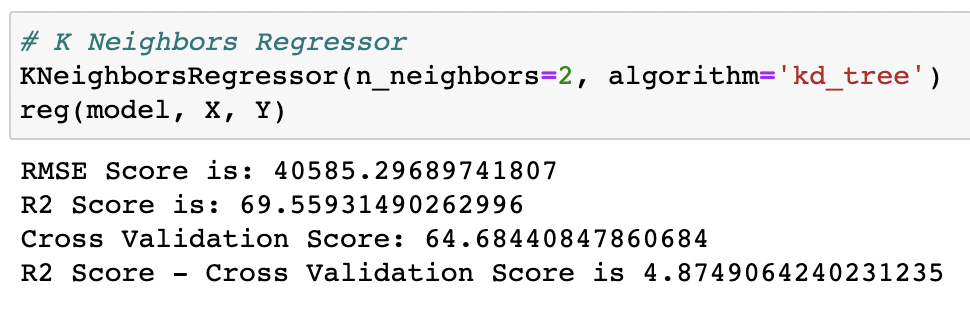 # K Neighbors Regressor
KNeighborsRegressor(n_neighbors=2, algorithm='kd_tree')
reg(model, X, Y)
RMSE Score is: 40585.29689741807
R2 Score is: 69.55931490262996
Cross Validation Score: 64.68440847860684
R2 Score - Cross Validation Score is 4.8749064240231235